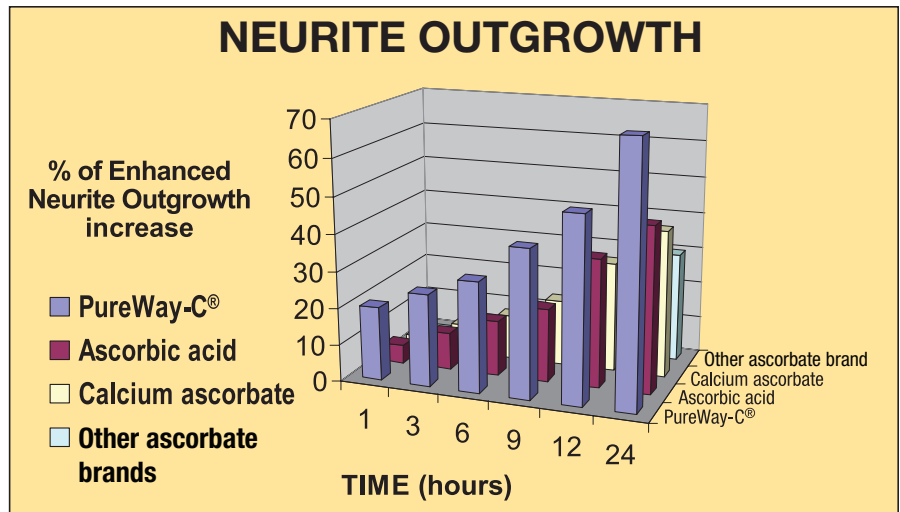 NEURITE OUTGROWTH
% of Enhanced
Neurite Outgrowth
increase
70
60
50
40
30
20
10
0
PureWay-C®
Ascorbic acid
Calcium ascorbate
Other ascorbate
brands
1 3 6 9 12 24
TIME (hours)
Other ascorbate brand
Calcium ascorbate
Ascorbic acid
PureWay-C®